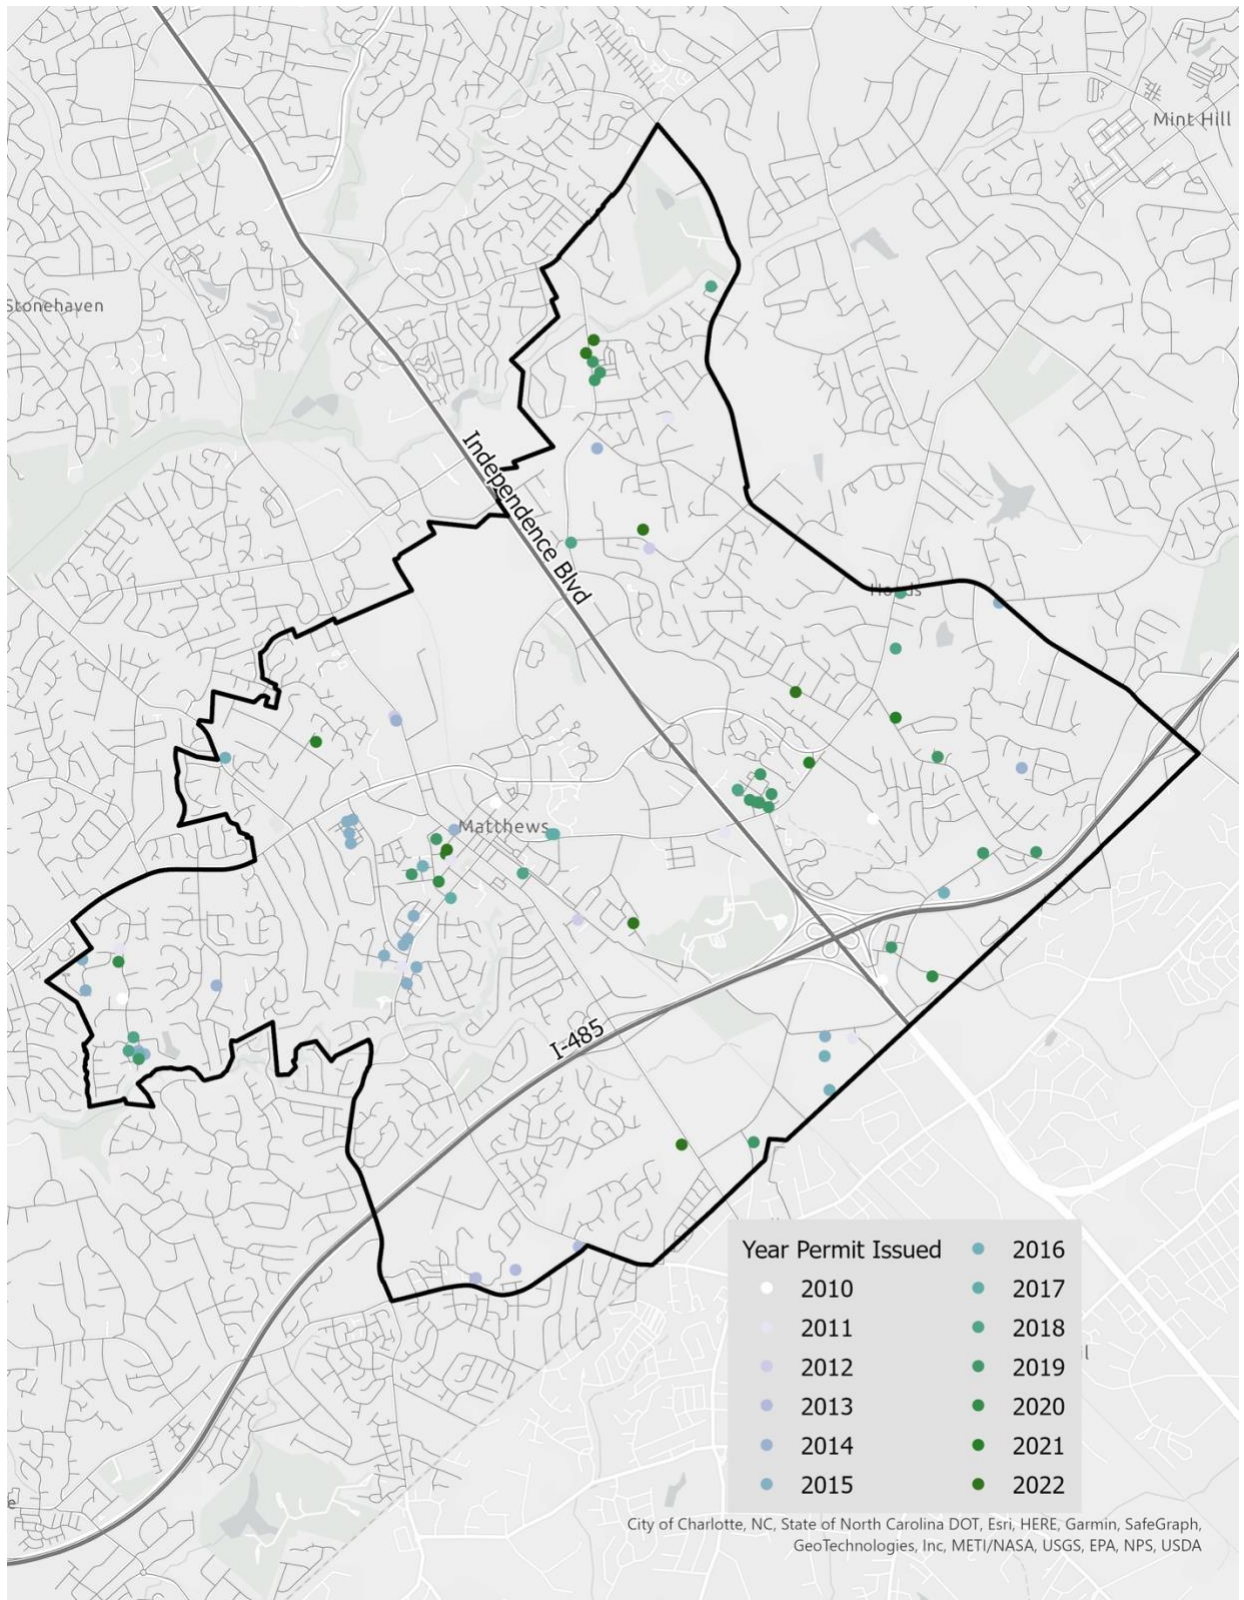 Mint Hill
Stonehaven
Independence Blvd
Matthews
I-485
Year Permit Issued
2010
2011
2012
2013
2014
2015
2016
2017
2018
2019
2020
2021
2022
City of Charlotte, NC, State of North Carolina DOT, Esri, HERE, Garmin, SafeGraph,
GeoTechnologies, Inc, METI/NASA, USGS, EPA, NPS, USDA